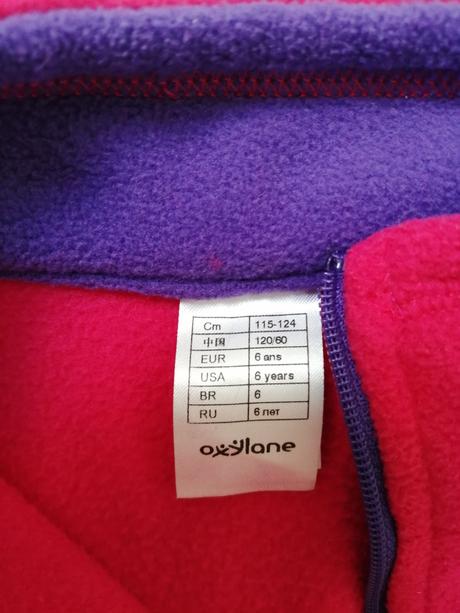 Cm 115-124
中国 120/60
EUR 6 ans
USA 6 years
BR 6
RU 6 лет
oxylane